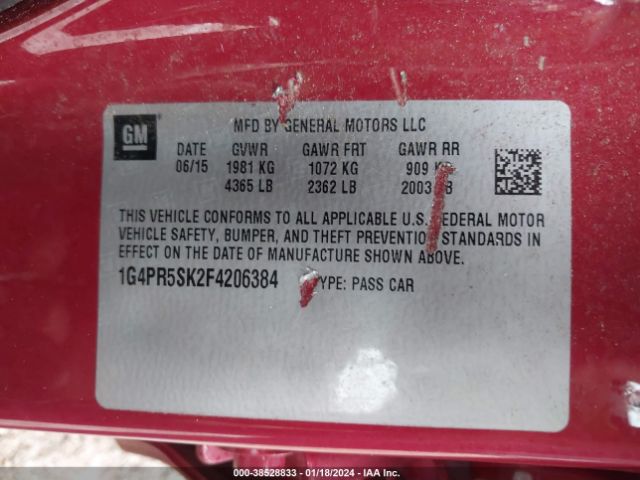 GM
MFD BY GENERAL MOTORS LLC
DATE GVWR GAWR FRT GAWR RR
06/15 1981 KG 1072 KG 909 KG
4365 LB 2362 LB 2003 LB
THIS VEHICLE CONFORMS TO ALL APPLICABLE U.S. FEDERAL MOTOR
VEHICLE SAFETY, BUMPER, AND THEFT PREVENTION STANDARDS IN
EFFECT ON THE DATE OF MANUFACTURE SHOWN ABOVE.
1G4PR5SK2F4206384 TYPE: PASS CAR
000-38528833 - 01/18/2024 - IAA Inc.